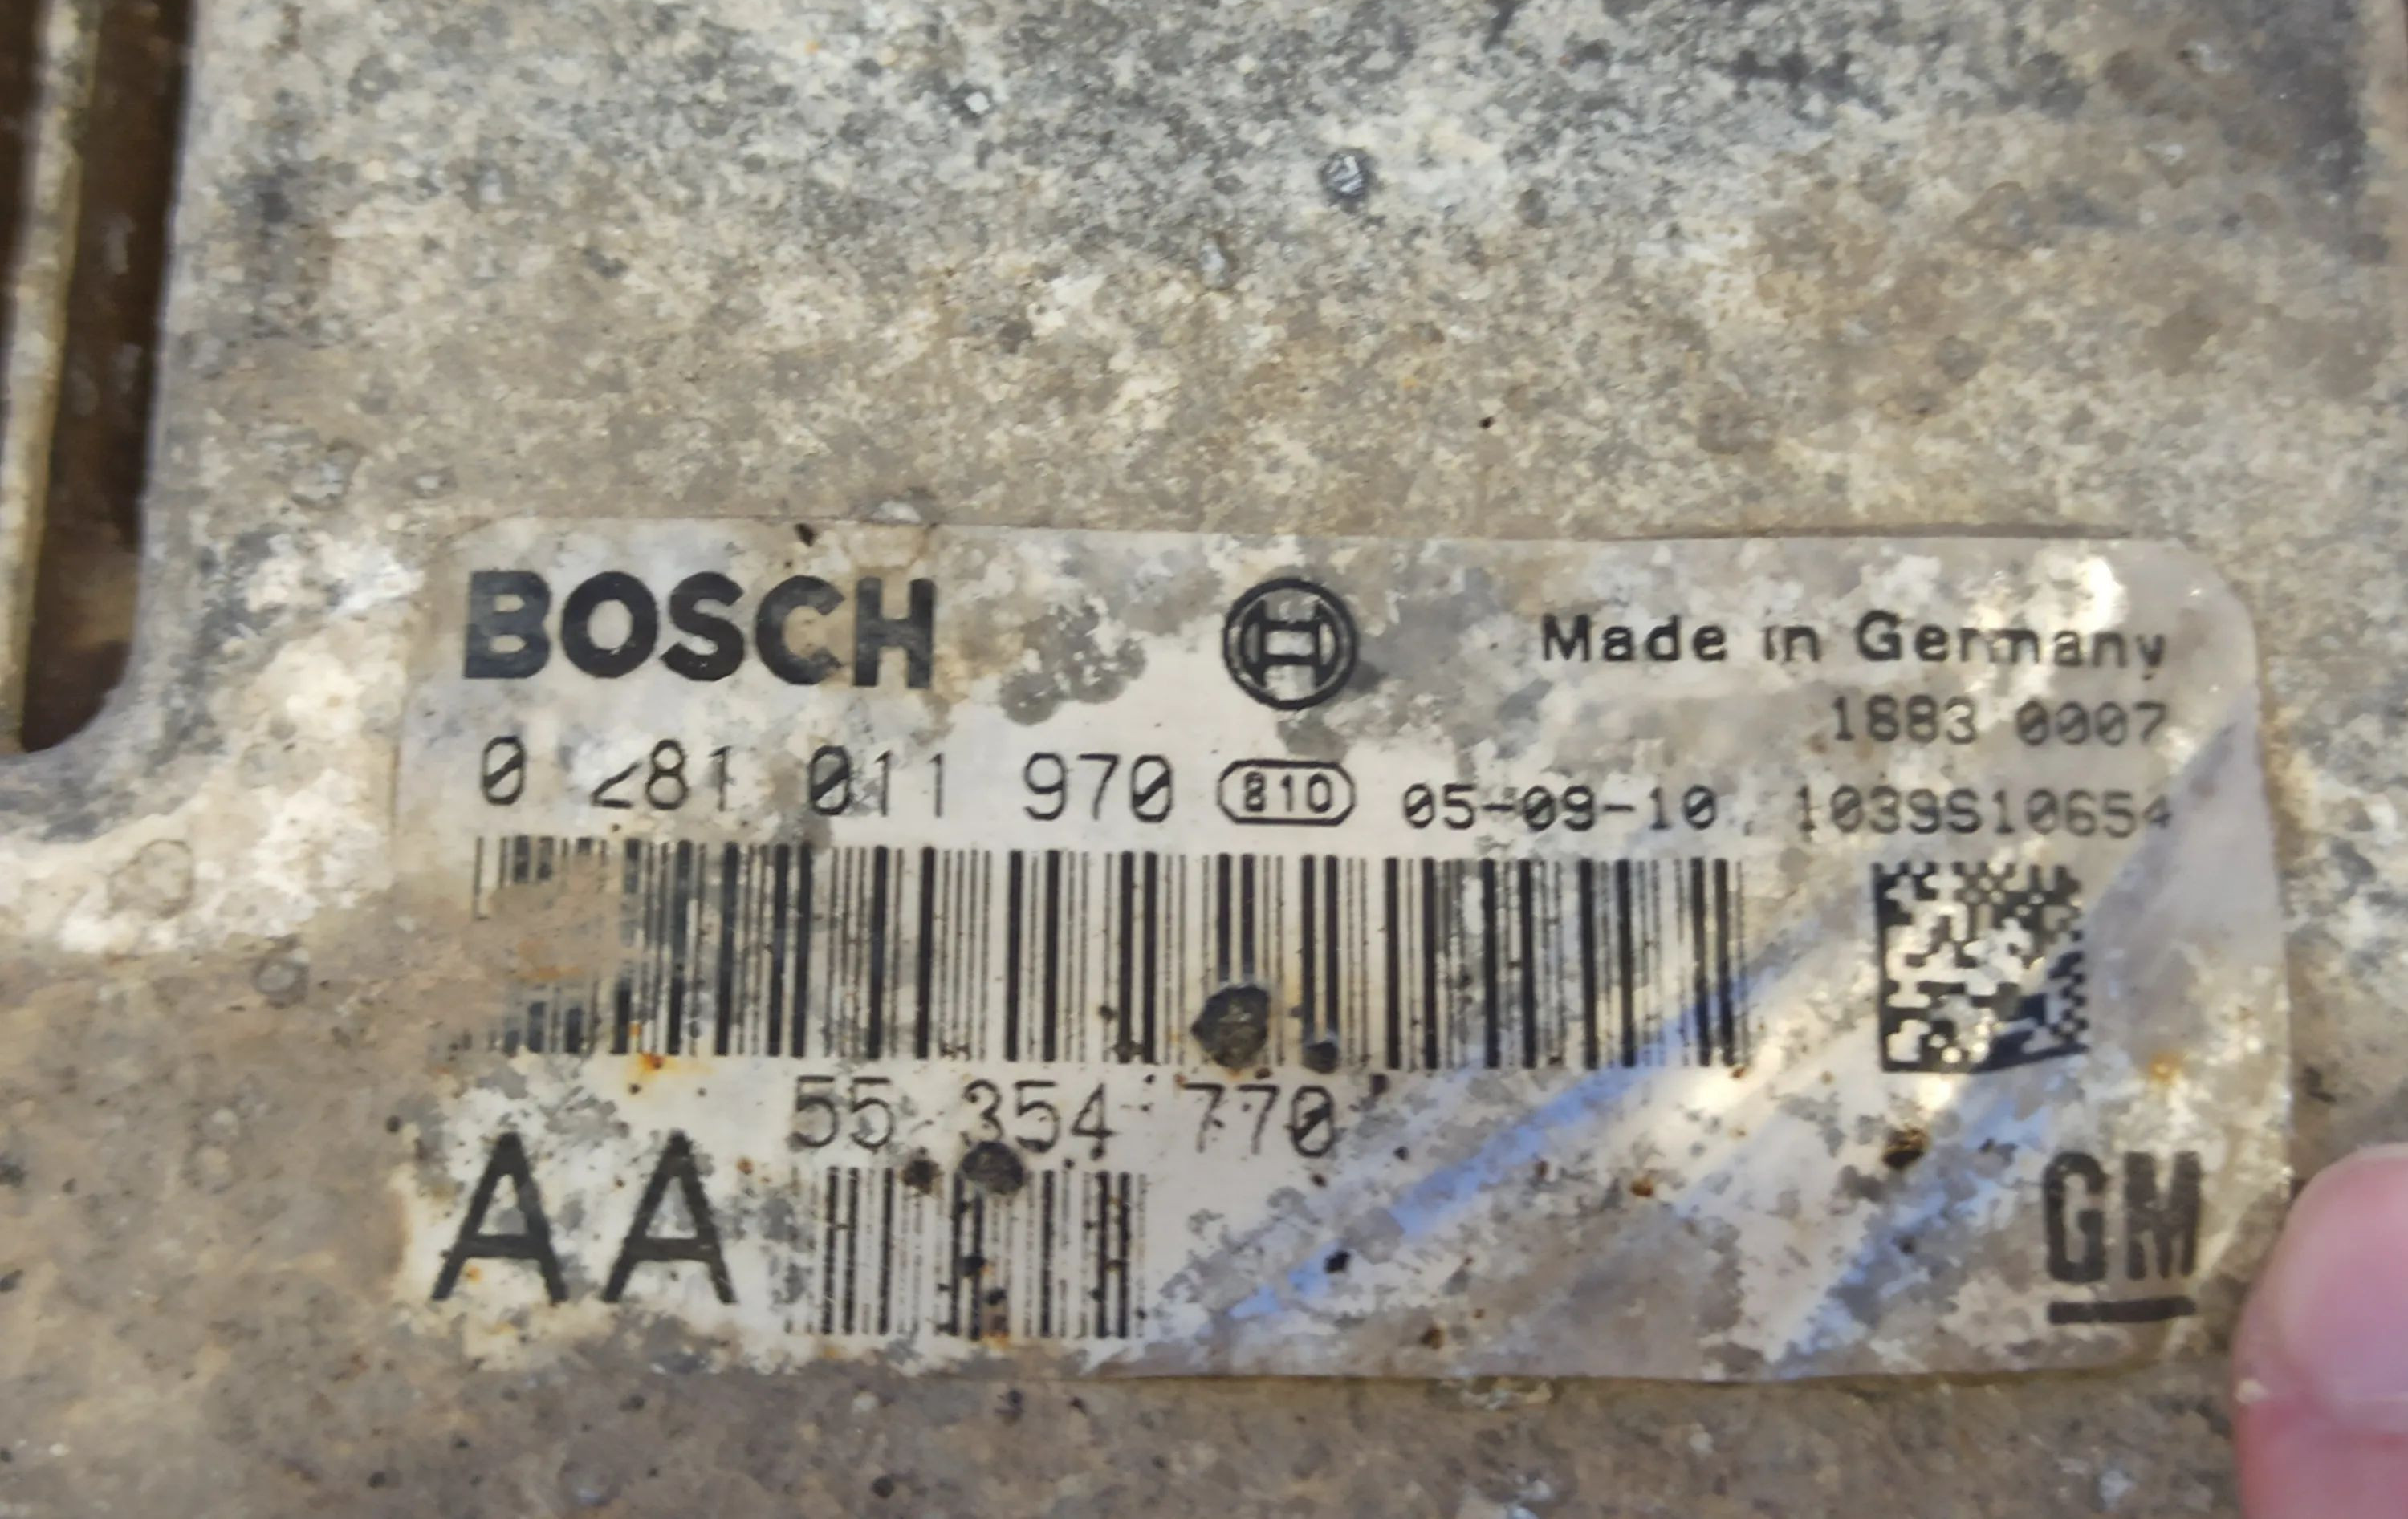 BOSCH
Made in Germany
1883 0007
0 281 011 970 810 05-09-10 1039S10654
55 354 770
AA
GM